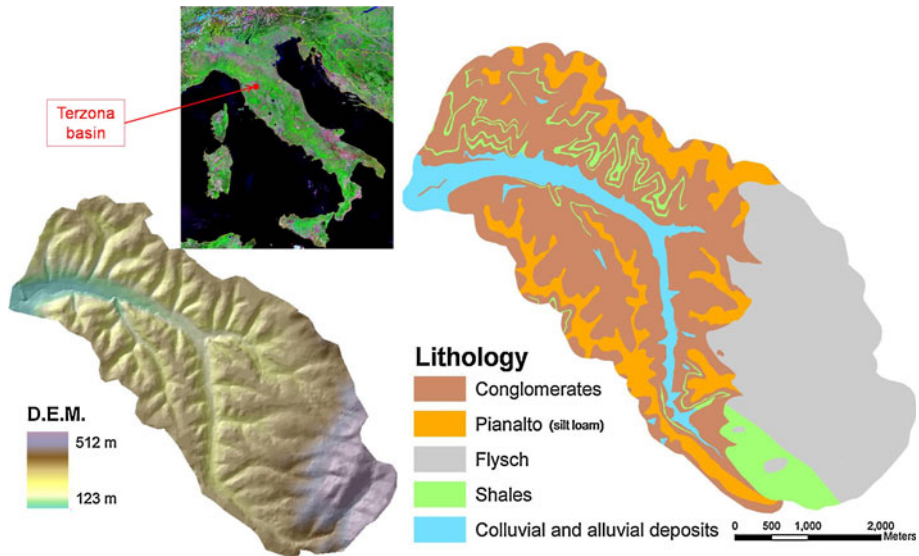 Terzona
basin
D.E.M.
512 m
123 m
Lithology
Conglomerates
Pianalto (silt loam)
Flysch
Shales
Colluvial and alluvial deposits
0 500 1,000 2,000
Meters